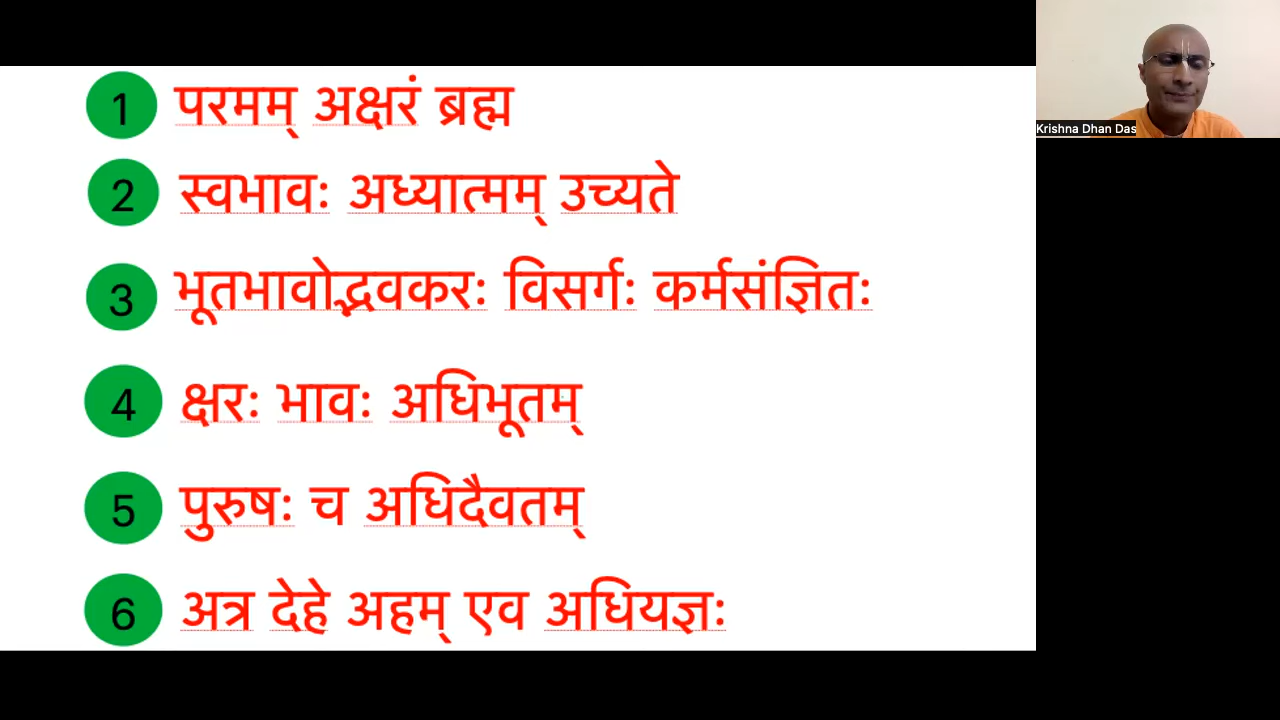 1 परमम् अक्षरं ब्रह्म
2 स्वभावः अध्यात्मम् उच्यते
3 भूतभावोद्भवकरः विसर्गः कर्मसंज्ञितः
4 क्षरः भावः अधिभूतम्
5 पुरुषः च अधिदैवतम्
6 अत्र देहे अहम् एव अधियज्ञः
Krishna Dhan Das